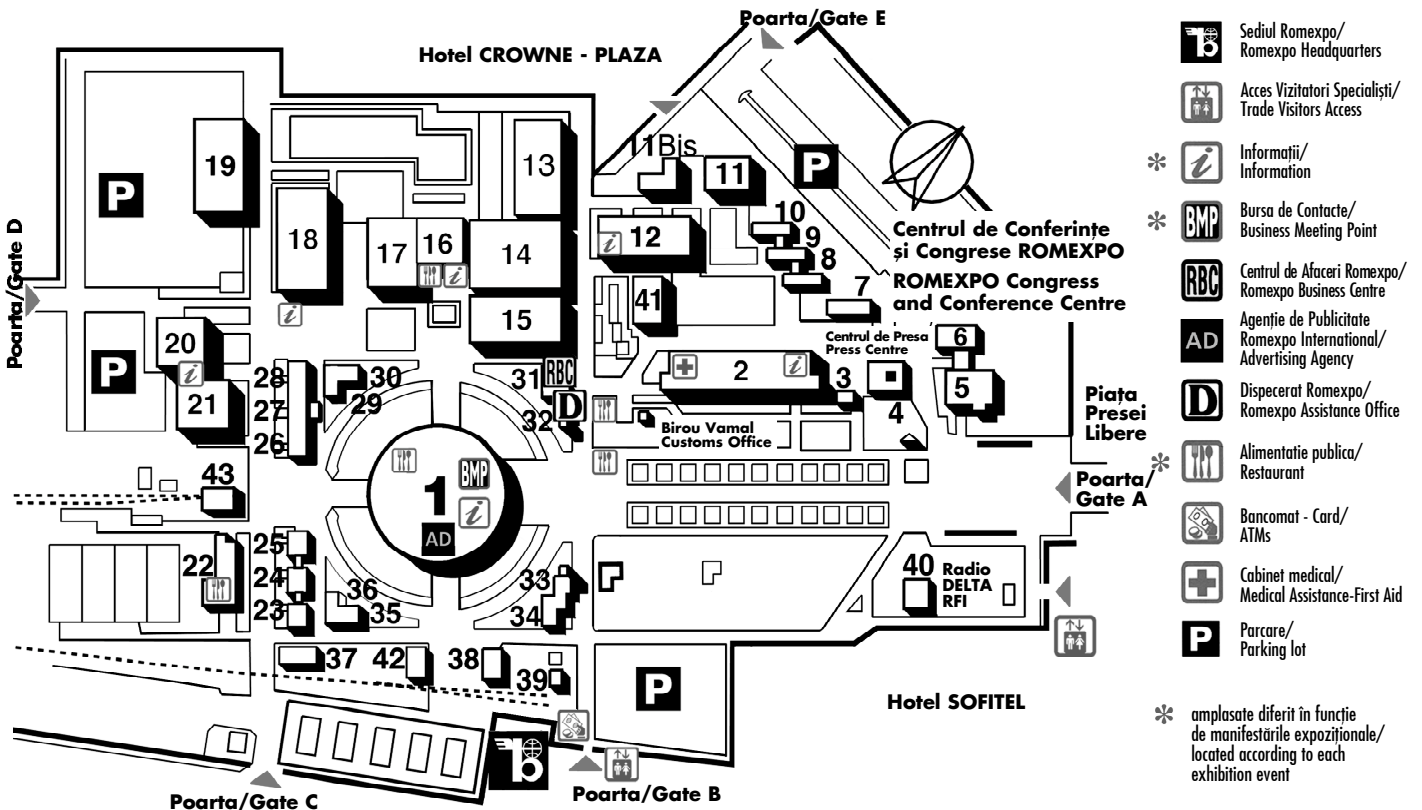 Poarta/Gate E
Hotel CROWNE - PLAZA
11Bis
13
19
11
10
9
8
7
18
17
16
14
12
Centrul de Conferințe
și Congrese ROMEXPO
ROMEXPO Congress
and Conference Centre
P
P
Poarta/Gate D
41
15
20
21
P
28
27
26
30
29
31
RBC
D
32
2
3
Centrul de Presa
Press Centre
6
5
4
Birou Vamal
Customs Office
Piața
Presei
Libere
Poarta/
Gate A
43
1
BMP
AD
i
i
i
i
i
i
25
24
23
22
36
35
33
34
40
Radio
DELTA
RFI
37
42
38
39
P
Hotel SOFITEL
Poarta/Gate C
Poarta/Gate B
Sediul Romexpo/
Romexpo Headquarters
Acces Vizitatori Specialiști/
Trade Visitors Access
* i Informații/
Information
* BMP Bursa de Contacte/
Business Meeting Point
RBC Centrul de Afaceri Romexpo/
Romexpo Business Centre
AD Agenție de Publicitate
Romexpo International/
Advertising Agency
D Dispecerat Romexpo/
Romexpo Assistance Office
* Alimentatie publica/
Restaurant
Bancomat - Card/
ATMs
Cabinet medical/
Medical Assistance-First Aid
P Parcare/
Parking lot
* amplasate diferit în funcție
de manifestările expoziționale/
located according to each
exhibition event